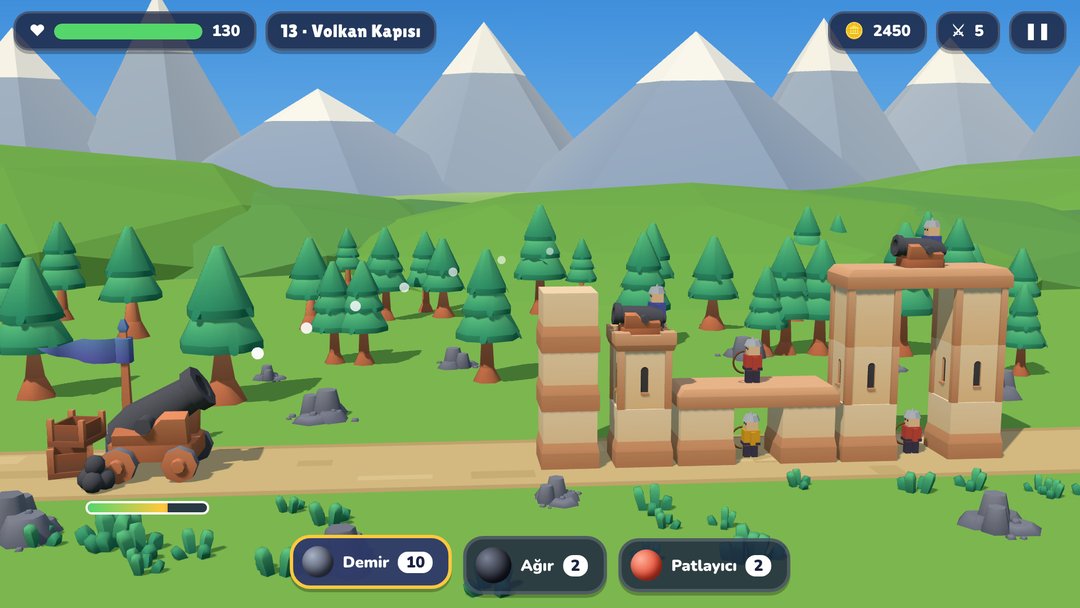 130
13 · Volkan Kapısı
2450
5
Demir 10
Ağır 2
Patlayıcı 2